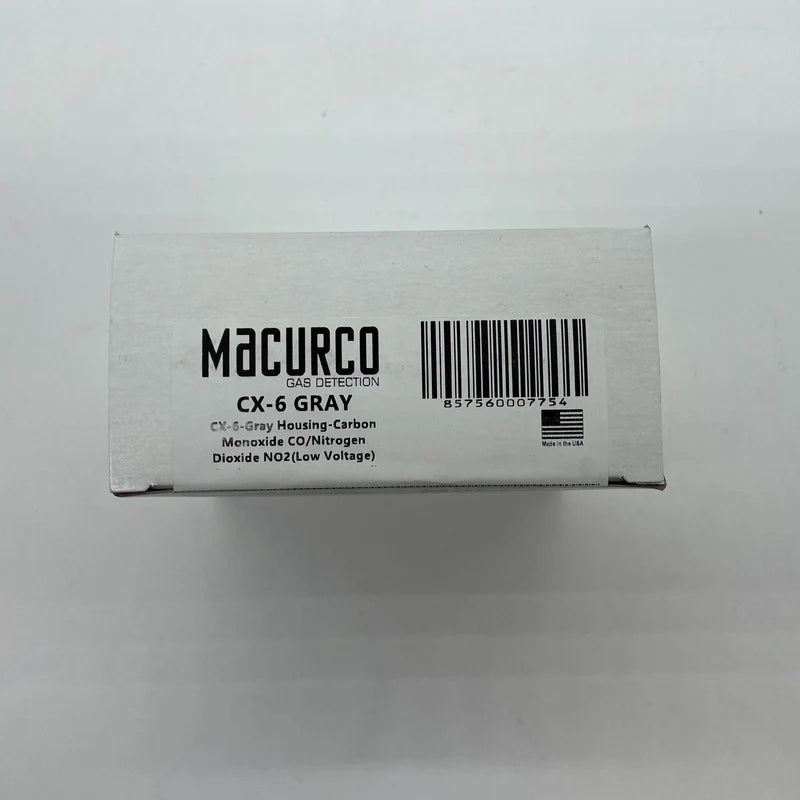 MACURCO
GAS DETECTION
CX-6 GRAY
CX-6-Gray Housing-Carbon
Monoxide CO/Nitrogen
Dioxide NO2(Low Voltage)
857560007754
Made in the USA